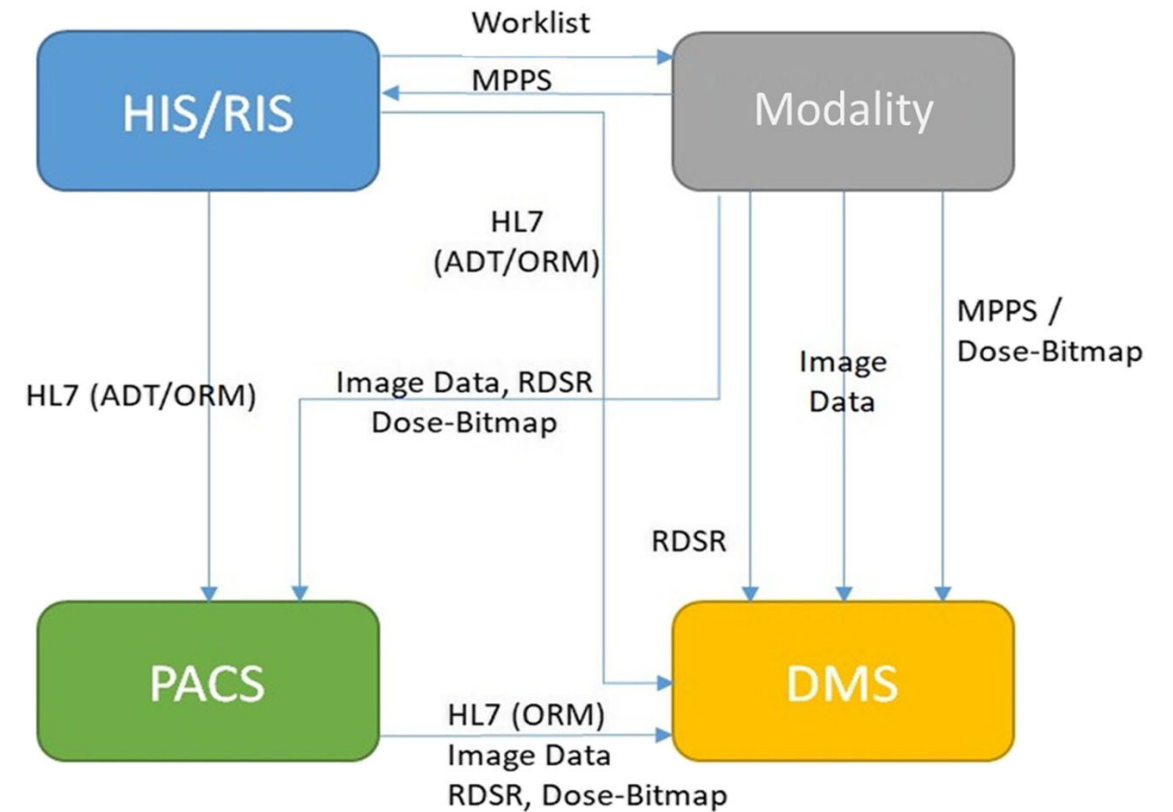 Worklist
MPPS
HIS/RIS
Modality
HL7
(ADT/ORM)
MPPS /
Dose-Bitmap
Image
Data
Image Data, RDSR
Dose-Bitmap
HL7 (ADT/ORM)
RDSR
PACS
DMS
HL7 (ORM)
Image Data
RDSR, Dose-Bitmap